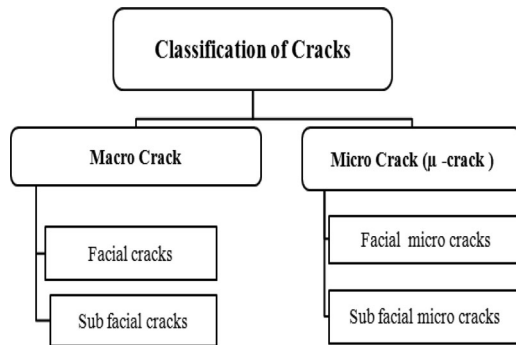 Classification of Cracks
Macro Crack
Facial cracks
Sub facial cracks
Micro Crack (μ -crack )
Facial micro cracks
Sub facial micro cracks